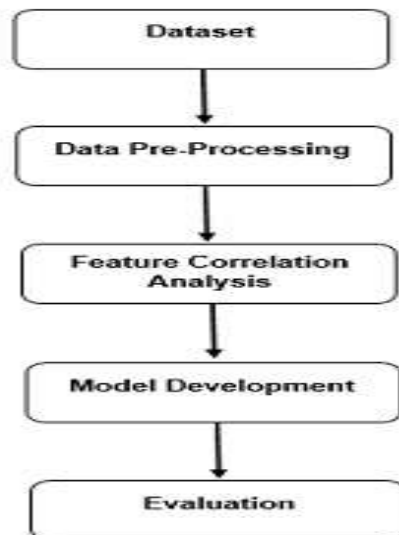 Dataset
Data Pre-Processing
Feature Correlation
Analysis
Model Development
Evaluation